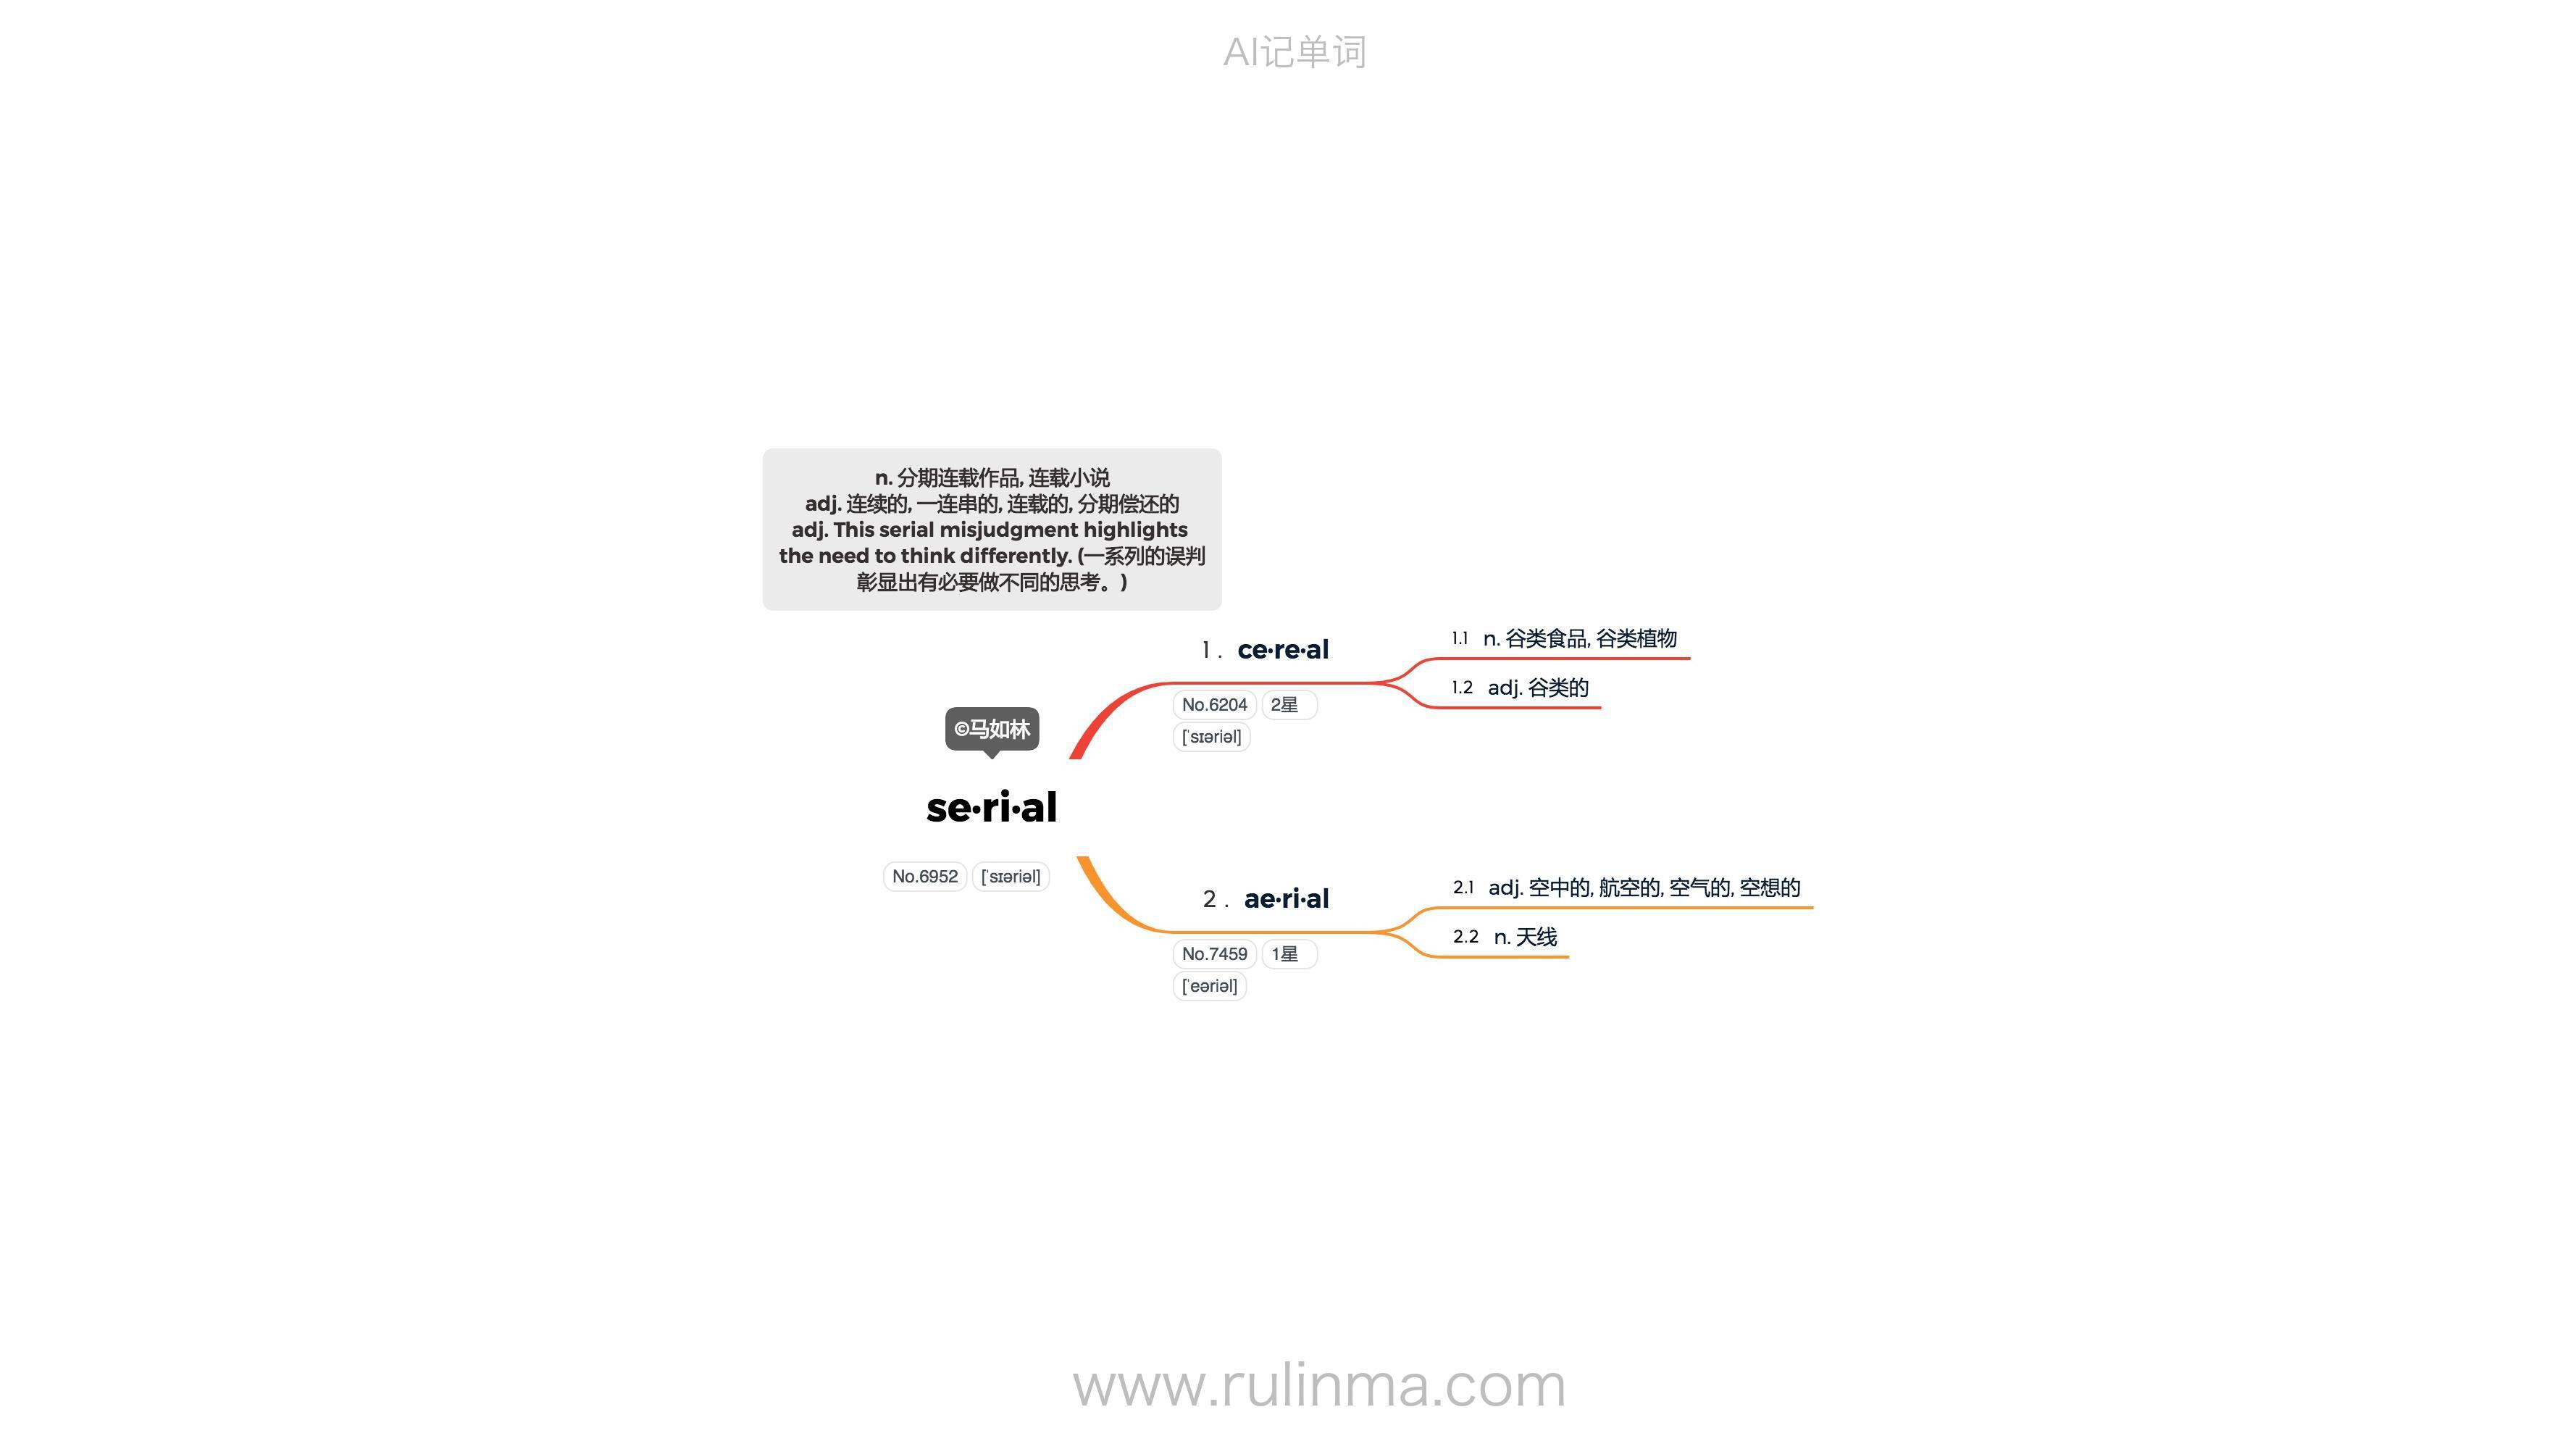 AI记单词
n. 分期连载作品, 连载小说
adj. 连续的, 一连串的, 连载的, 分期偿还的
adj. This serial misjudgment highlights
the need to think differently. (一系列的误判
彰显出有必要做不同的思考。)
©马如林
se·ri·al
No.6952 [ˈsɪəriəl]
1. ce·re·al
No.6204 2星
[ˈsɪəriəl]
1.1 n. 谷类食品, 谷类植物
1.2 adj. 谷类的
2. ae·ri·al
No.7459 1星
[ˈeəriəl]
2.1 adj. 空中的, 航空的, 空气的, 空想的
2.2 n. 天线
www.rulinma.com